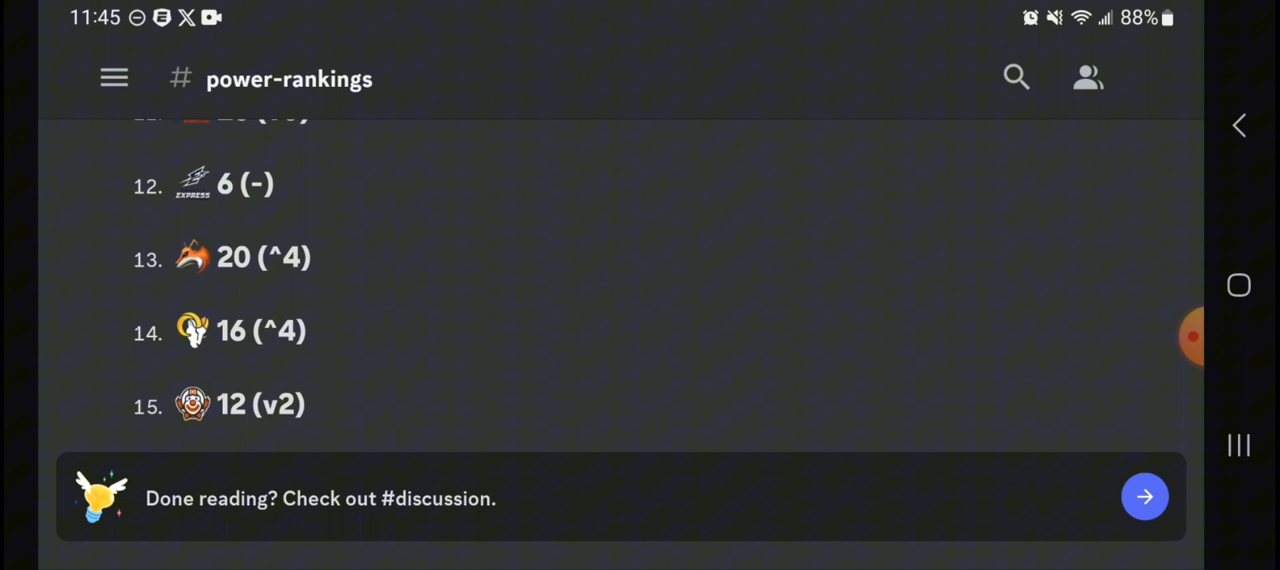 11:45 88%
# power-rankings
12. EXPRESS 6 (-)
13. 20 (^4)
14. 16 (^4)
15. 12 (v2)
Done reading? Check out #discussion.